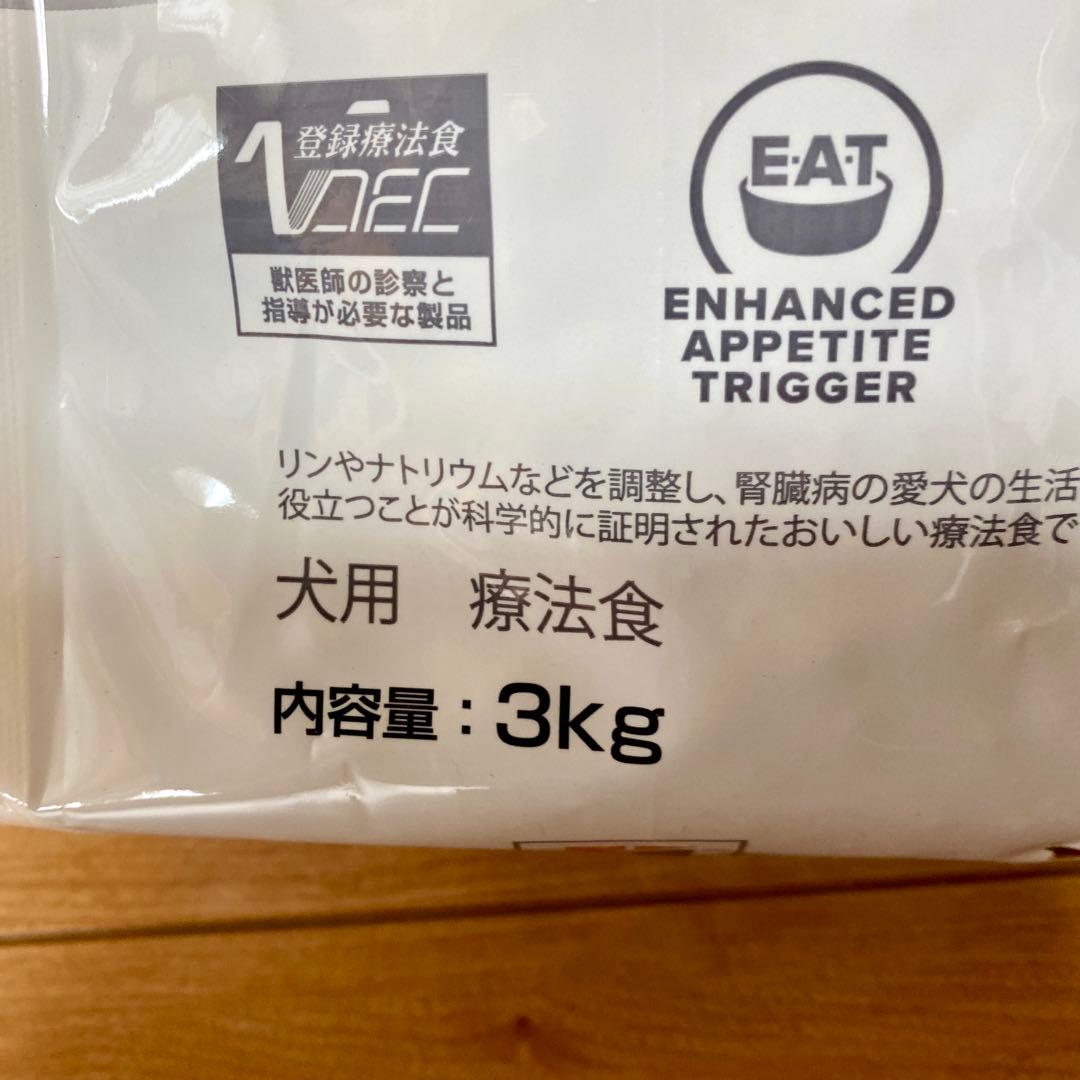 登録療法食
VDEC
獣医師の診察と
指導が必要な製品
E·A·T
ENHANCED
APPETITE
TRIGGER
リンやナトリウムなどを調整し、腎臓病の愛犬の生活
役立つことが科学的に証明されたおいしい療法食で
犬用 療法食
内容量：3kg